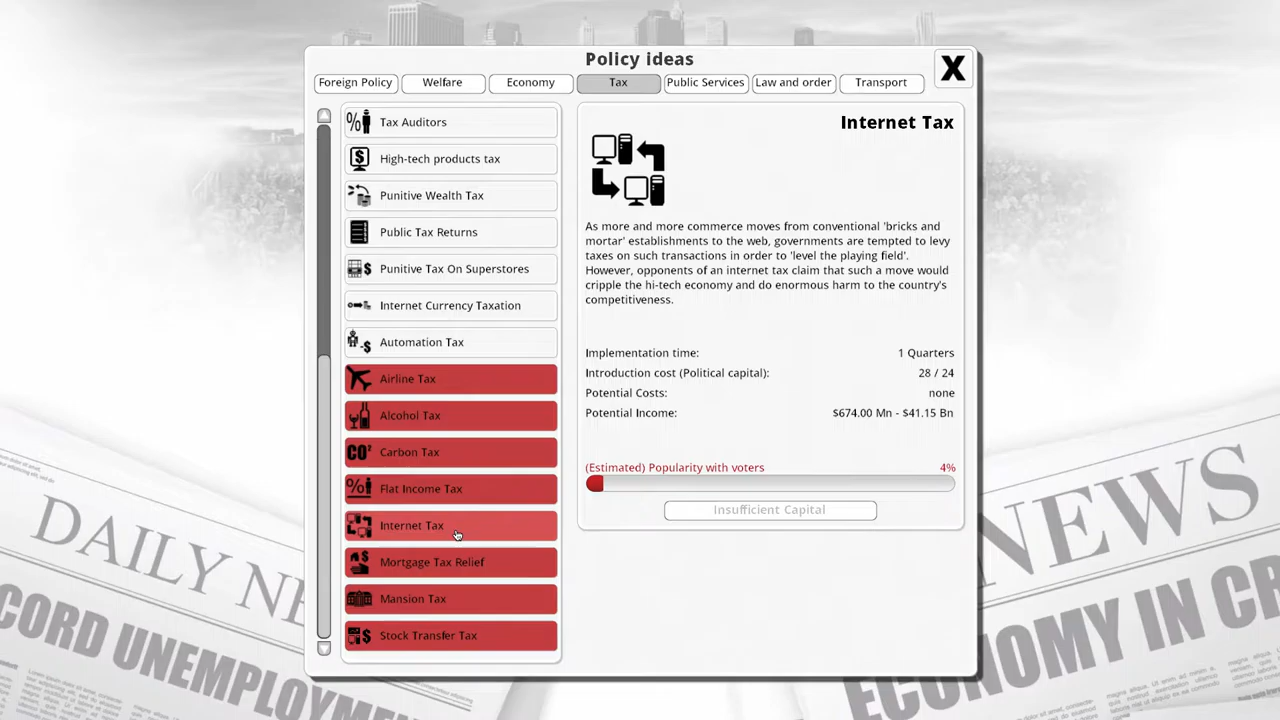 Policy ideas
X
Foreign Policy
Welfare
Economy
Tax
Public Services
Law and order
Transport
Tax Auditors
High-tech products tax
Punitive Wealth Tax
Public Tax Returns
Punitive Tax On Superstores
Internet Currency Taxation
Automation Tax
Airline Tax
Alcohol Tax
CO² Carbon Tax
Flat Income Tax
Internet Tax
Mortgage Tax Relief
Mansion Tax
Stock Transfer Tax
Internet Tax
As more and more commerce moves from conventional 'bricks and
mortar' establishments to the web, governments are tempted to levy
taxes on such transactions in order to 'level the playing field'.
However, opponents of an internet tax claim that such a move would
cripple the hi-tech economy and do enormous harm to the country's
competitiveness.
Implementation time: 1 Quarters
Introduction cost (Political capital): 28 / 24
Potential Costs: none
Potential Income: $674.00 Mn - $41.15 Bn
(Estimated) Popularity with voters 4%
Insufficient Capital
DAILY NE
CORD UNEMPLOYM
NEWS
ECONOMY IN CR